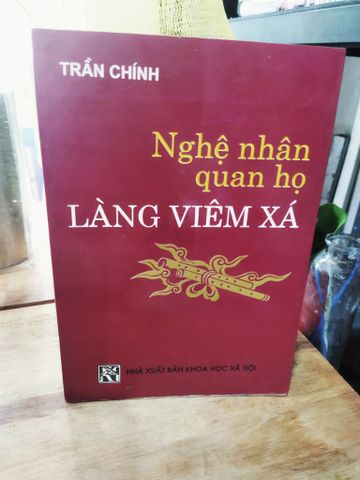 TRẦN CHÍNH
Nghệ nhân
quan họ
LÀNG VIÊM XÁ
NHÀ XUẤT BẢN KHOA HỌC XÃ HỘI